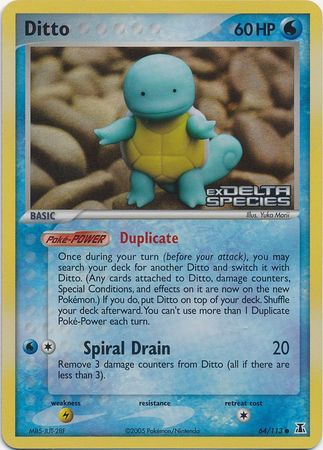 Ditto 60 HP
EX DELTA
SPECIES
BASIC Illus. Yuka Morii
Poké-POWER Duplicate
Once during your turn (before your attack), you may
search your deck for another Ditto and switch it with
Ditto. (Any cards attached to Ditto, damage counters,
Special Conditions, and effects on it are now on the new
Pokémon.) If you do, put Ditto on top of your deck. Shuffle
your deck afterward. You can't use more than 1 Duplicate
Poké-Power each turn.
Spiral Drain 20
Remove 3 damage counters from Ditto (all if there are
less than 3).
weakness resistance retreat cost
MB5-JUT-28F ©2005 Pokémon/Nintendo 64/113 ●